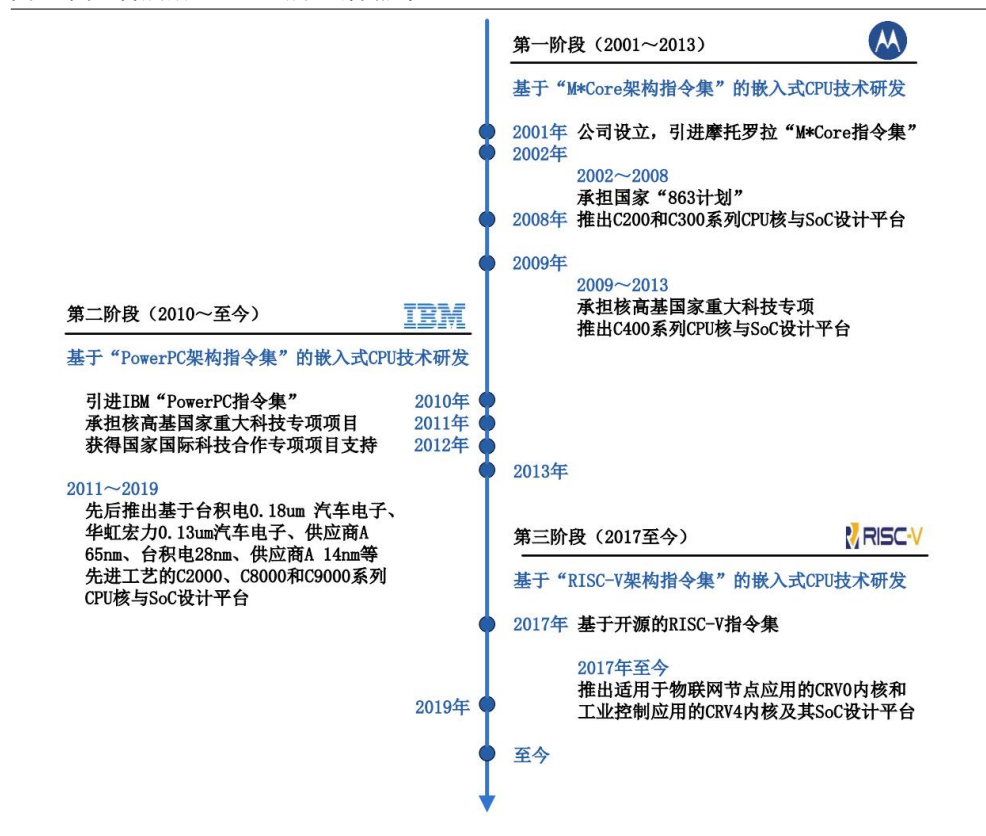 第一阶段（2001～2013）
基于“M*Core架构指令集”的嵌入式CPU技术研发
2001年 公司设立，引进摩托罗拉“M*Core指令集”
2002年
2002～2008
承担国家“863计划”
2008年 推出C200和C300系列CPU核与SoC设计平台
2009年
2009～2013
承担核高基国家重大科技专项
推出C400系列CPU核与SoC设计平台
第二阶段（2010～至今）
IBM
基于“PowerPC架构指令集”的嵌入式CPU技术研发
引进IBM“PowerPC指令集” 2010年
承担核高基国家重大科技专项项目 2011年
获得国家国际科技合作专项项目支持 2012年
2013年
2011～2019
先后推出基于台积电0.18um 汽车电子、
华虹宏力0.13um汽车电子、供应商A
65nm、台积电28nm、供应商A 14nm等
先进工艺的C2000、C8000和C9000系列
CPU核与SoC设计平台
第三阶段（2017至今）
RISC-V
基于“RISC-V架构指令集”的嵌入式CPU技术研发
2017年 基于开源的RISC-V指令集
2017年至今
推出适用于物联网节点应用的CRV0内核和
工业控制应用的CRV4内核及其SoC设计平台
2019年
至今